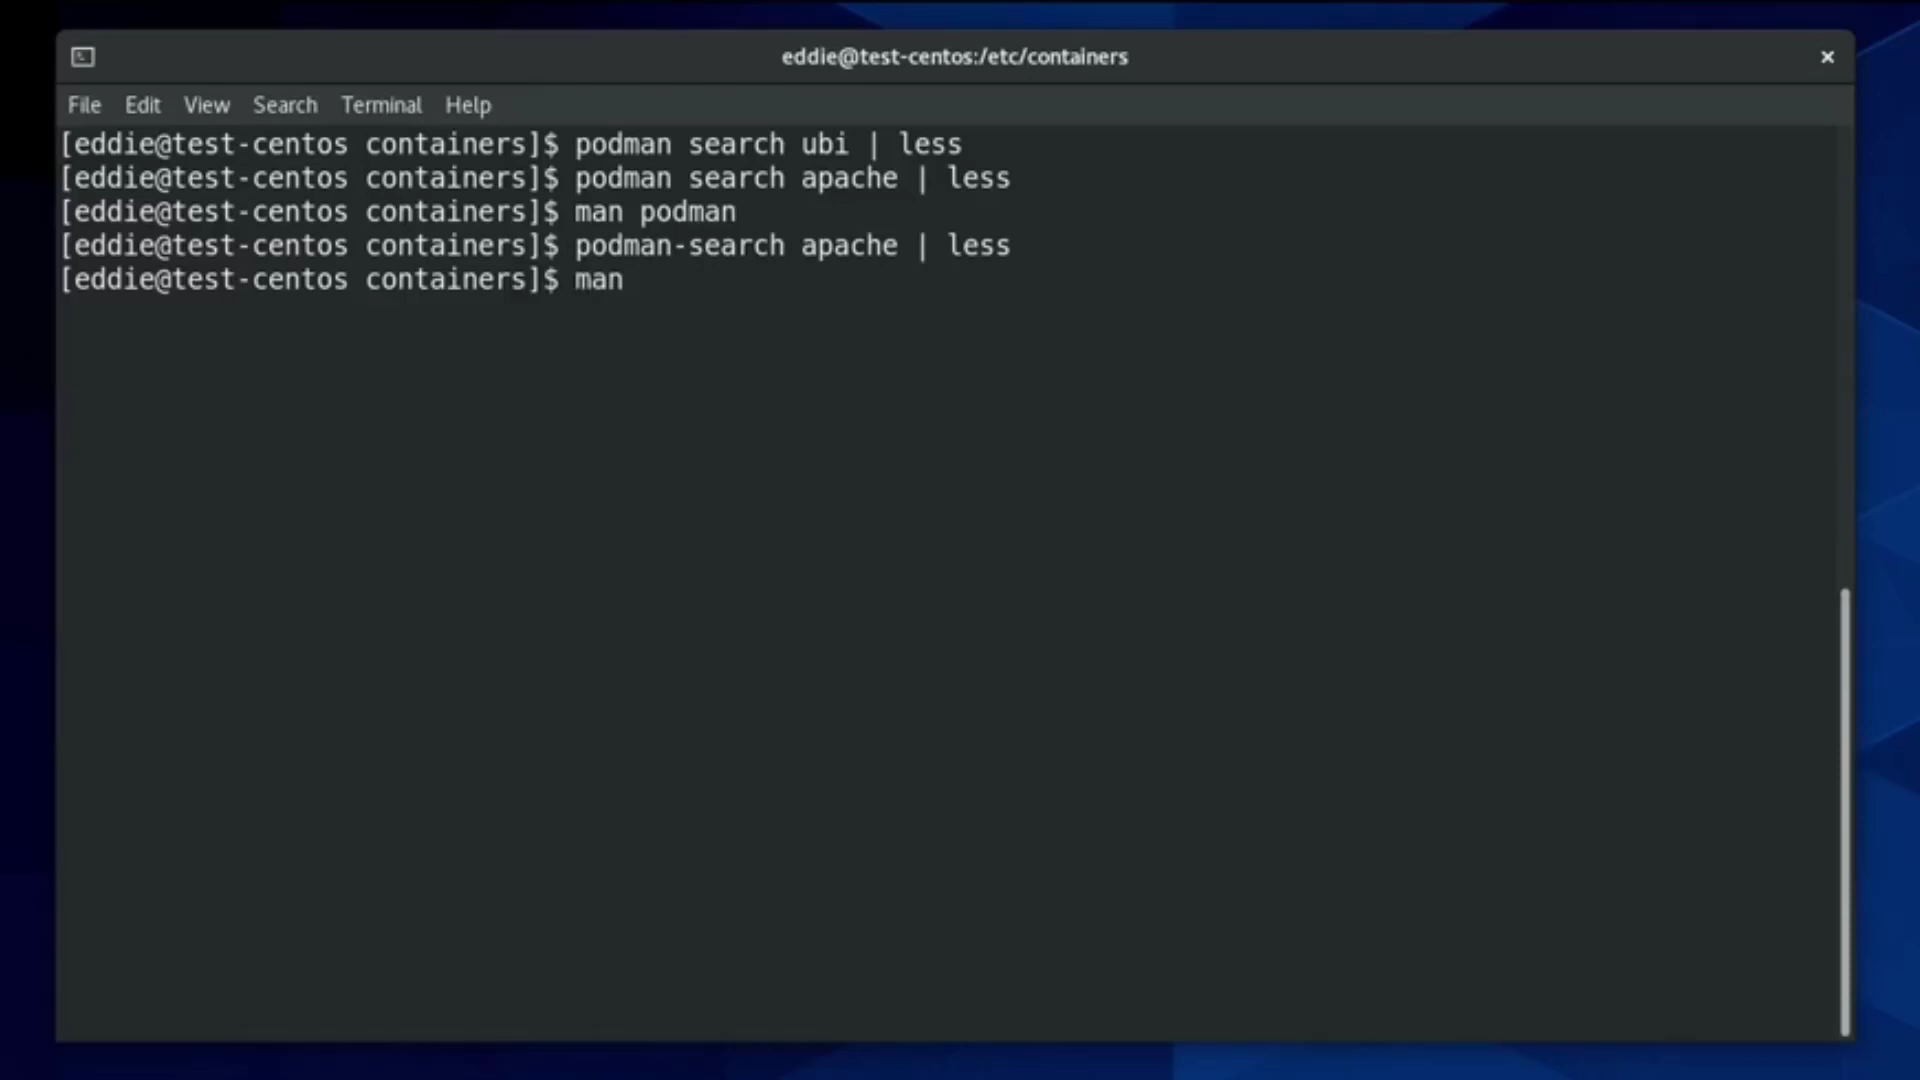 eddie@test-centos:/etc/containers
File Edit View Search Terminal Help
[eddie@test-centos containers]$ podman search ubi | less
[eddie@test-centos containers]$ podman search apache | less
[eddie@test-centos containers]$ man podman
[eddie@test-centos containers]$ podman-search apache | less
[eddie@test-centos containers]$ man